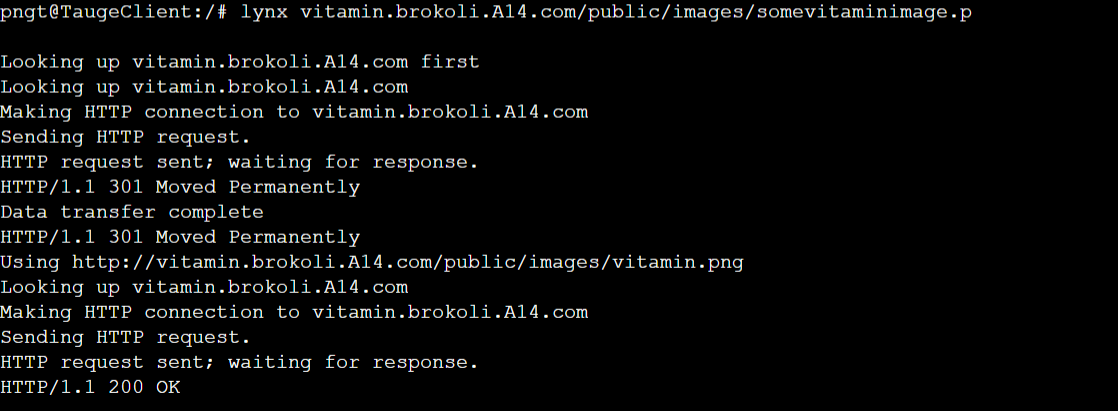 pngt@TaugeClient:/# lynx vitamin.brokoli.A14.com/public/images/somevitaminimage.p
Looking up vitamin.brokoli.A14.com first
Looking up vitamin.brokoli.A14.com
Making HTTP connection to vitamin.brokoli.A14.com
Sending HTTP request.
HTTP request sent; waiting for response.
HTTP/1.1 301 Moved Permanently
Data transfer complete
HTTP/1.1 301 Moved Permanently
Using http://vitamin.brokoli.A14.com/public/images/vitamin.png
Looking up vitamin.brokoli.A14.com
Making HTTP connection to vitamin.brokoli.A14.com
Sending HTTP request.
HTTP request sent; waiting for response.
HTTP/1.1 200 OK